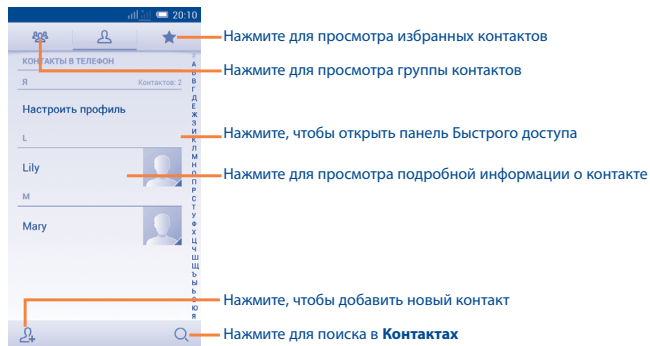 20:10
Нажмите для просмотра избранных контактов
КОНТАКТЫ В ТЕЛЕФОН
Нажмите для просмотра группы контактов
Я
Контактов: 2
Настроить профиль
Нажмите, чтобы открыть панель Быстрого доступа
L
Lily
Нажмите для просмотра подробной информации о контакте
M
Mary
А
Б
В
Г
Д
Е
Ж
З
И
К
Л
М
Н
О
П
Р
С
Т
У
Ф
Х
Ц
Ч
Ш
Щ
Ъ
Ы
Ь
Ю
Я
Нажмите, чтобы добавить новый контакт
Нажмите для поиска в Контактах